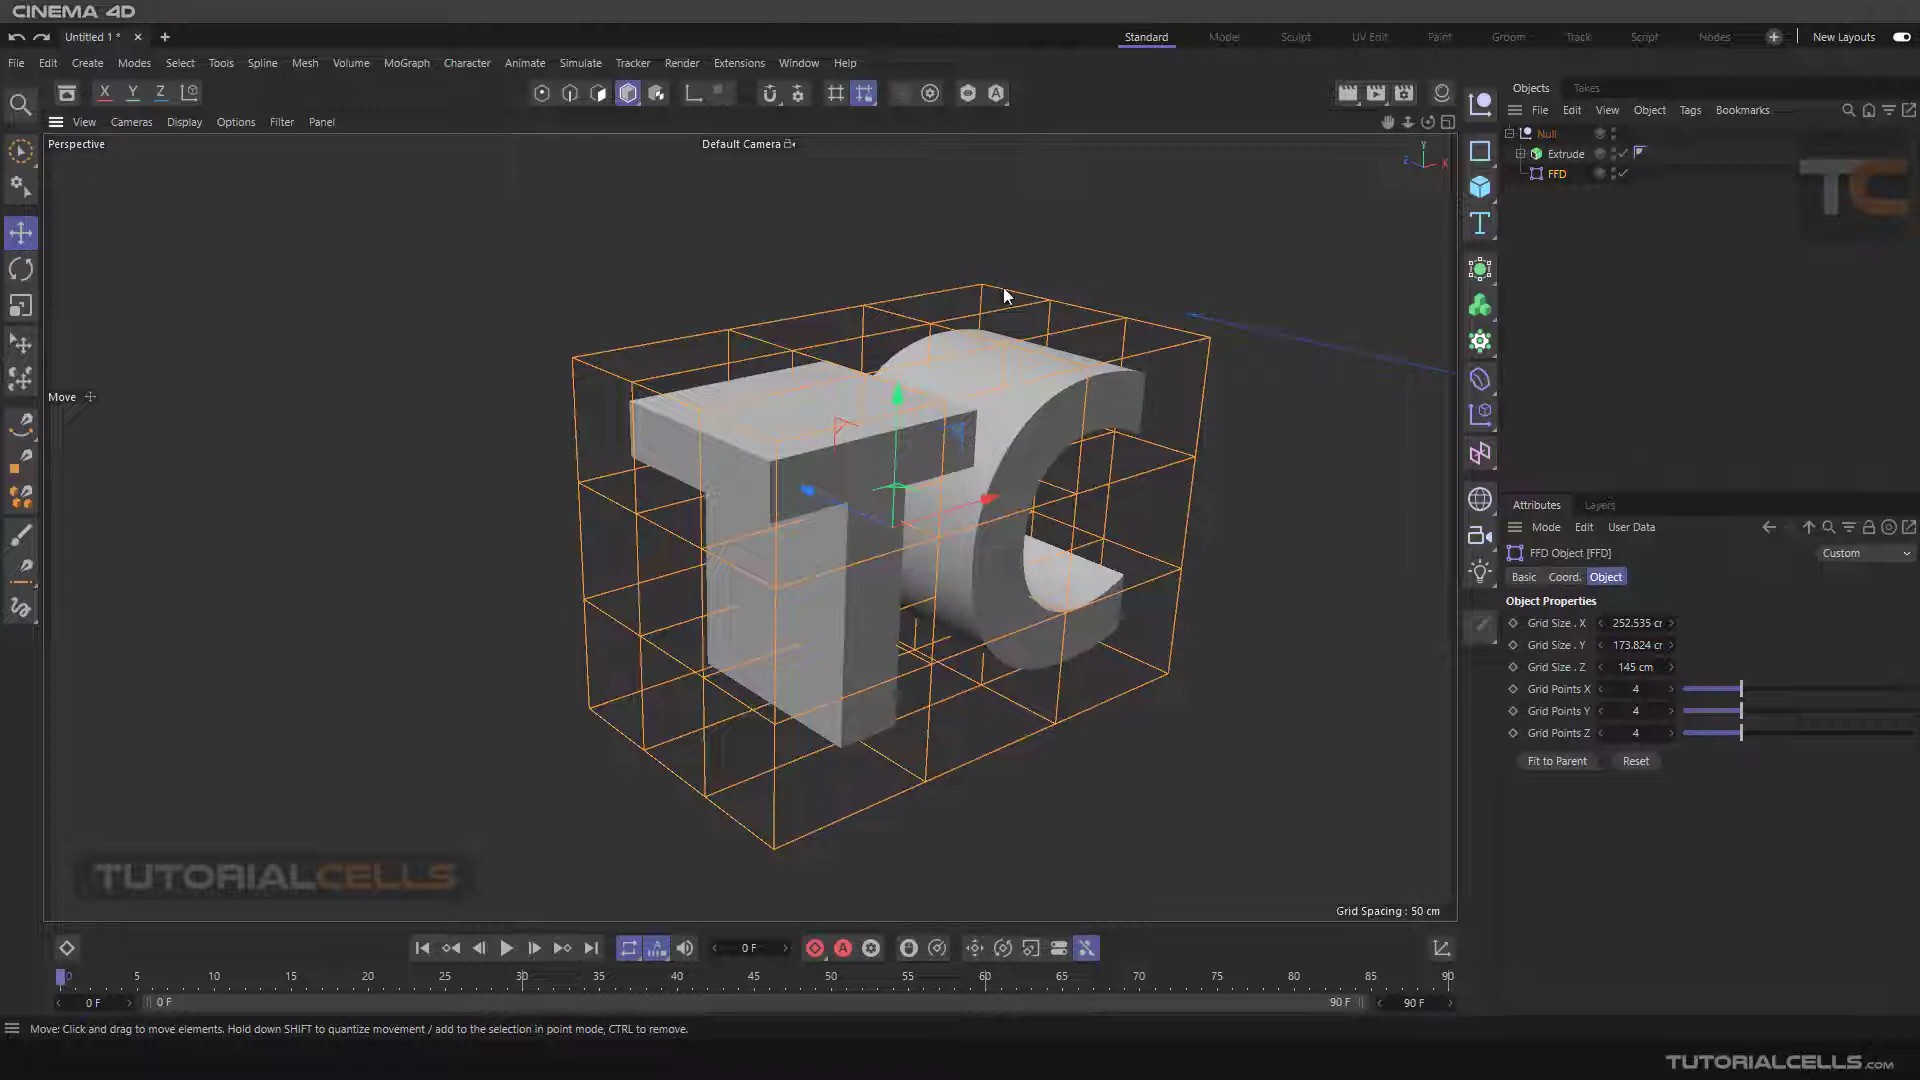 CINEMA 4D
Untitled 1 *
Standard Model Sculpt UV Edit Paint Groom Track Script Nodes New Layouts
File Edit Create Modes Select Tools Spline Mesh Volume MoGraph Character Animate Simulate Tracker Render Extensions Window Help
X Y Z
View Cameras Display Options Filter Panel
Perspective
Default Camera
Y
Z X
Move
TUTORIALCELLS
Grid Spacing : 50 cm
Objects Takes
File Edit View Object Tags Bookmarks
Null
Extrude
FFD
TC
Attributes Layers
Mode Edit User Data
FFD Object [FFD]
Custom
Basic Coord. Object
Object Properties
Grid Size . X 252.535 cr
Grid Size . Y 173.824 cr
Grid Size . Z 145 cm
Grid Points X 4
Grid Points Y 4
Grid Points Z 4
Fit to Parent Reset
0 F
0 5 10 15 20 25 30 35 40 45 50 55 60 65 70 75 80 85 90
0 F 0 F 90 F 90 F
Move: Click and drag to move elements. Hold down SHIFT to quantize movement / add to the selection in point mode, CTRL to remove.
TUTORIALCELLS.com